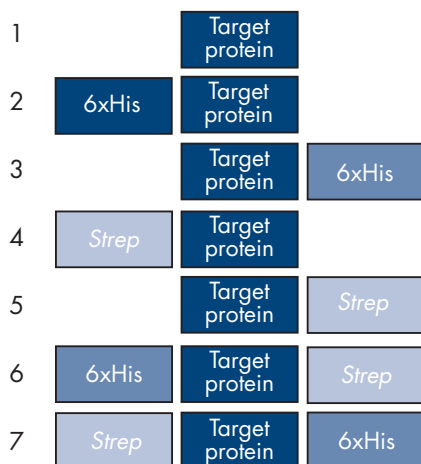 1 Target protein
2 6xHis Target protein
3 Target protein 6xHis
4 Strep Target protein
5 Target protein Strep
6 6xHis Target protein Strep
7 Strep Target protein 6xHis